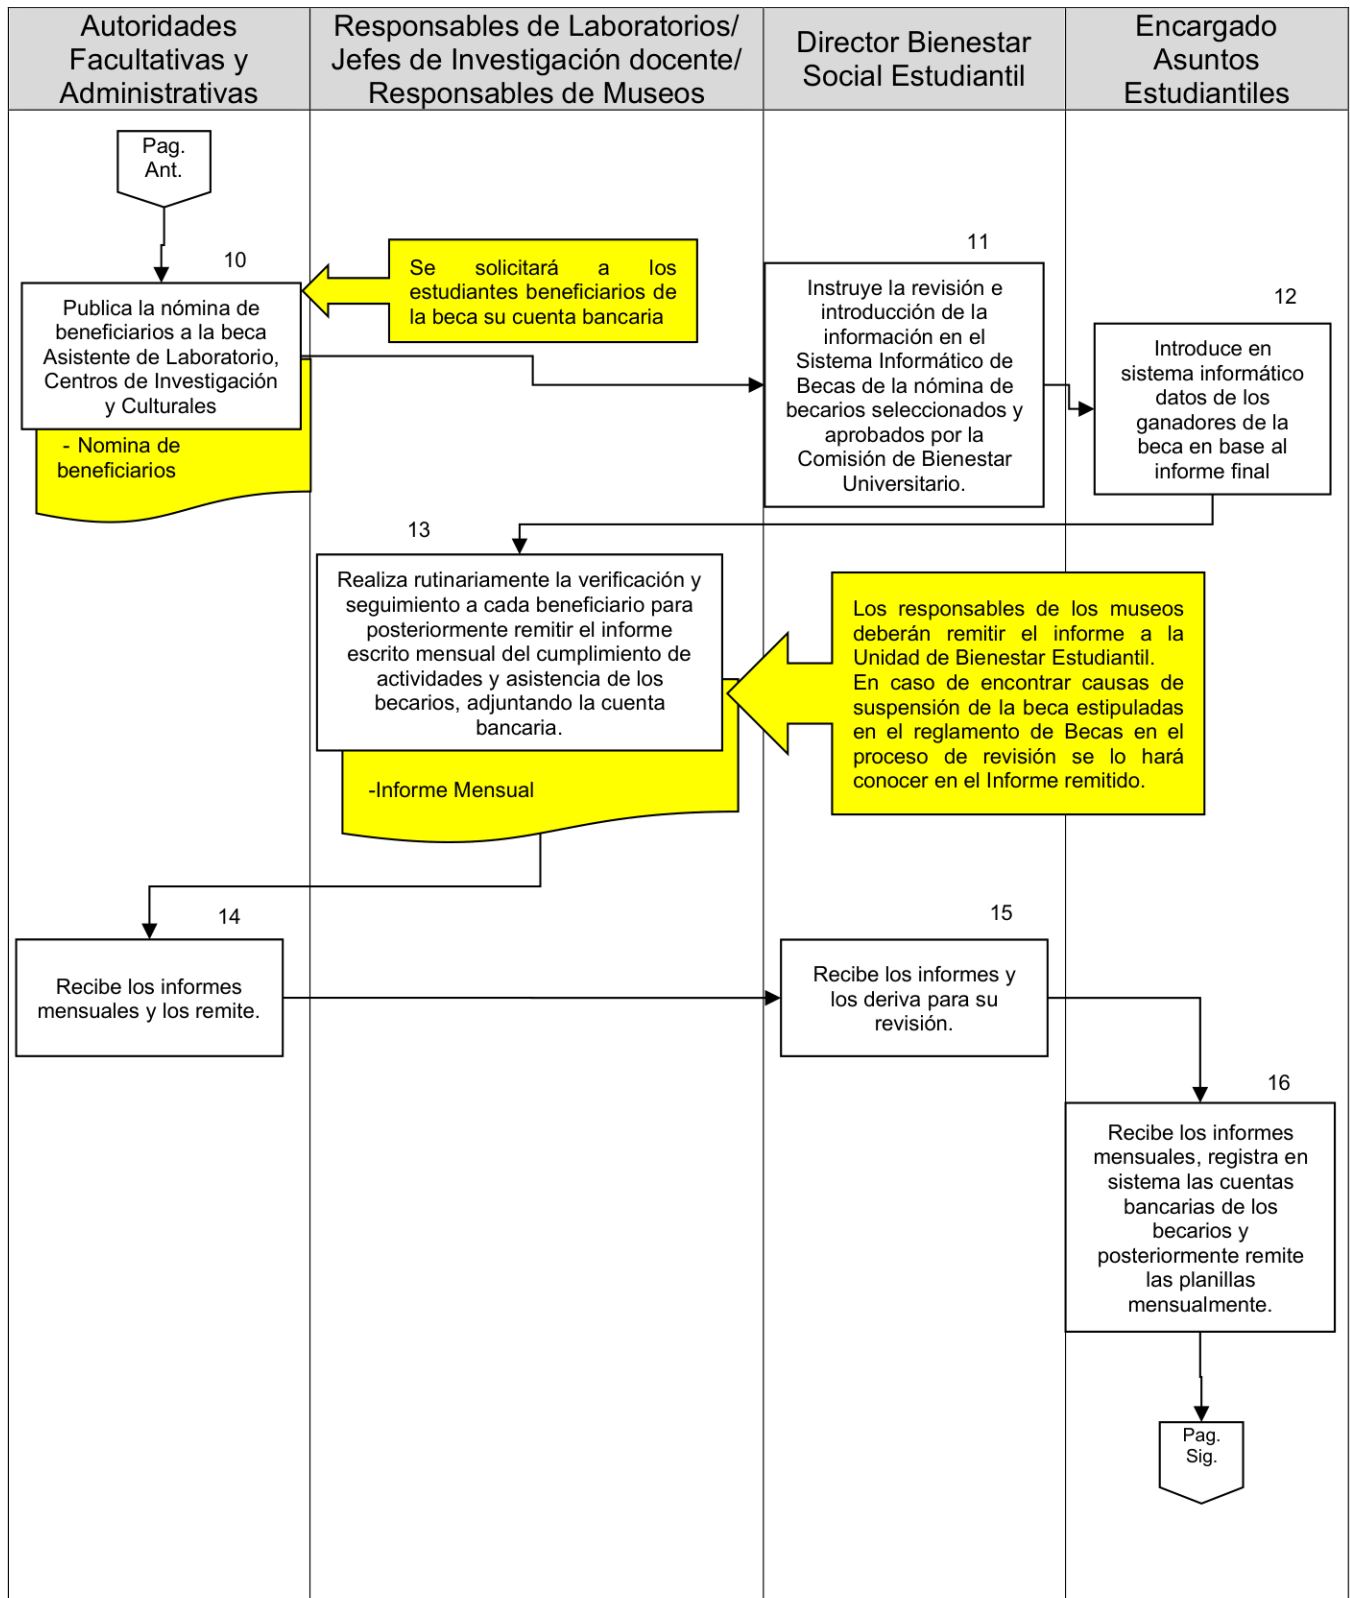 Autoridades
Facultativas y
Administrativas
Responsables de Laboratorios/
Jefes de Investigación docente/
Responsables de Museos
Director Bienestar
Social Estudiantil
Encargado
Asuntos
Estudiantiles
Pag.
Ant.
10
Publica la nómina de
beneficiarios a la beca
Asistente de Laboratorio,
Centros de Investigación
y Culturales
- Nomina de
beneficiarios
Se solicitará a los
estudiantes beneficiarios de
la beca su cuenta bancaria
11
Instruye la revisión e
introducción de la
información en el
Sistema Informático de
Becas de la nómina de
becarios seleccionados y
aprobados por la
Comisión de Bienestar
Universitario.
12
Introduce en
sistema informático
datos de los
ganadores de la
beca en base al
informe final
13
Realiza rutinariamente la verificación y
seguimiento a cada beneficiario para
posteriormente remitir el informe
escrito mensual del cumplimiento de
actividades y asistencia de los
becarios, adjuntando la cuenta
bancaria.
-Informe Mensual
Los responsables de los museos
deberán remitir el informe a la
Unidad de Bienestar Estudiantil.
En caso de encontrar causas de
suspensión de la beca estipuladas
en el reglamento de Becas en el
proceso de revisión se lo hará
conocer en el Informe remitido.
14
Recibe los informes
mensuales y los remite.
15
Recibe los informes y
los deriva para su
revisión.
16
Recibe los informes
mensuales, registra en
sistema las cuentas
bancarias de los
becarios y
posteriormente remite
las planillas
mensualmente.
Pag.
Sig.